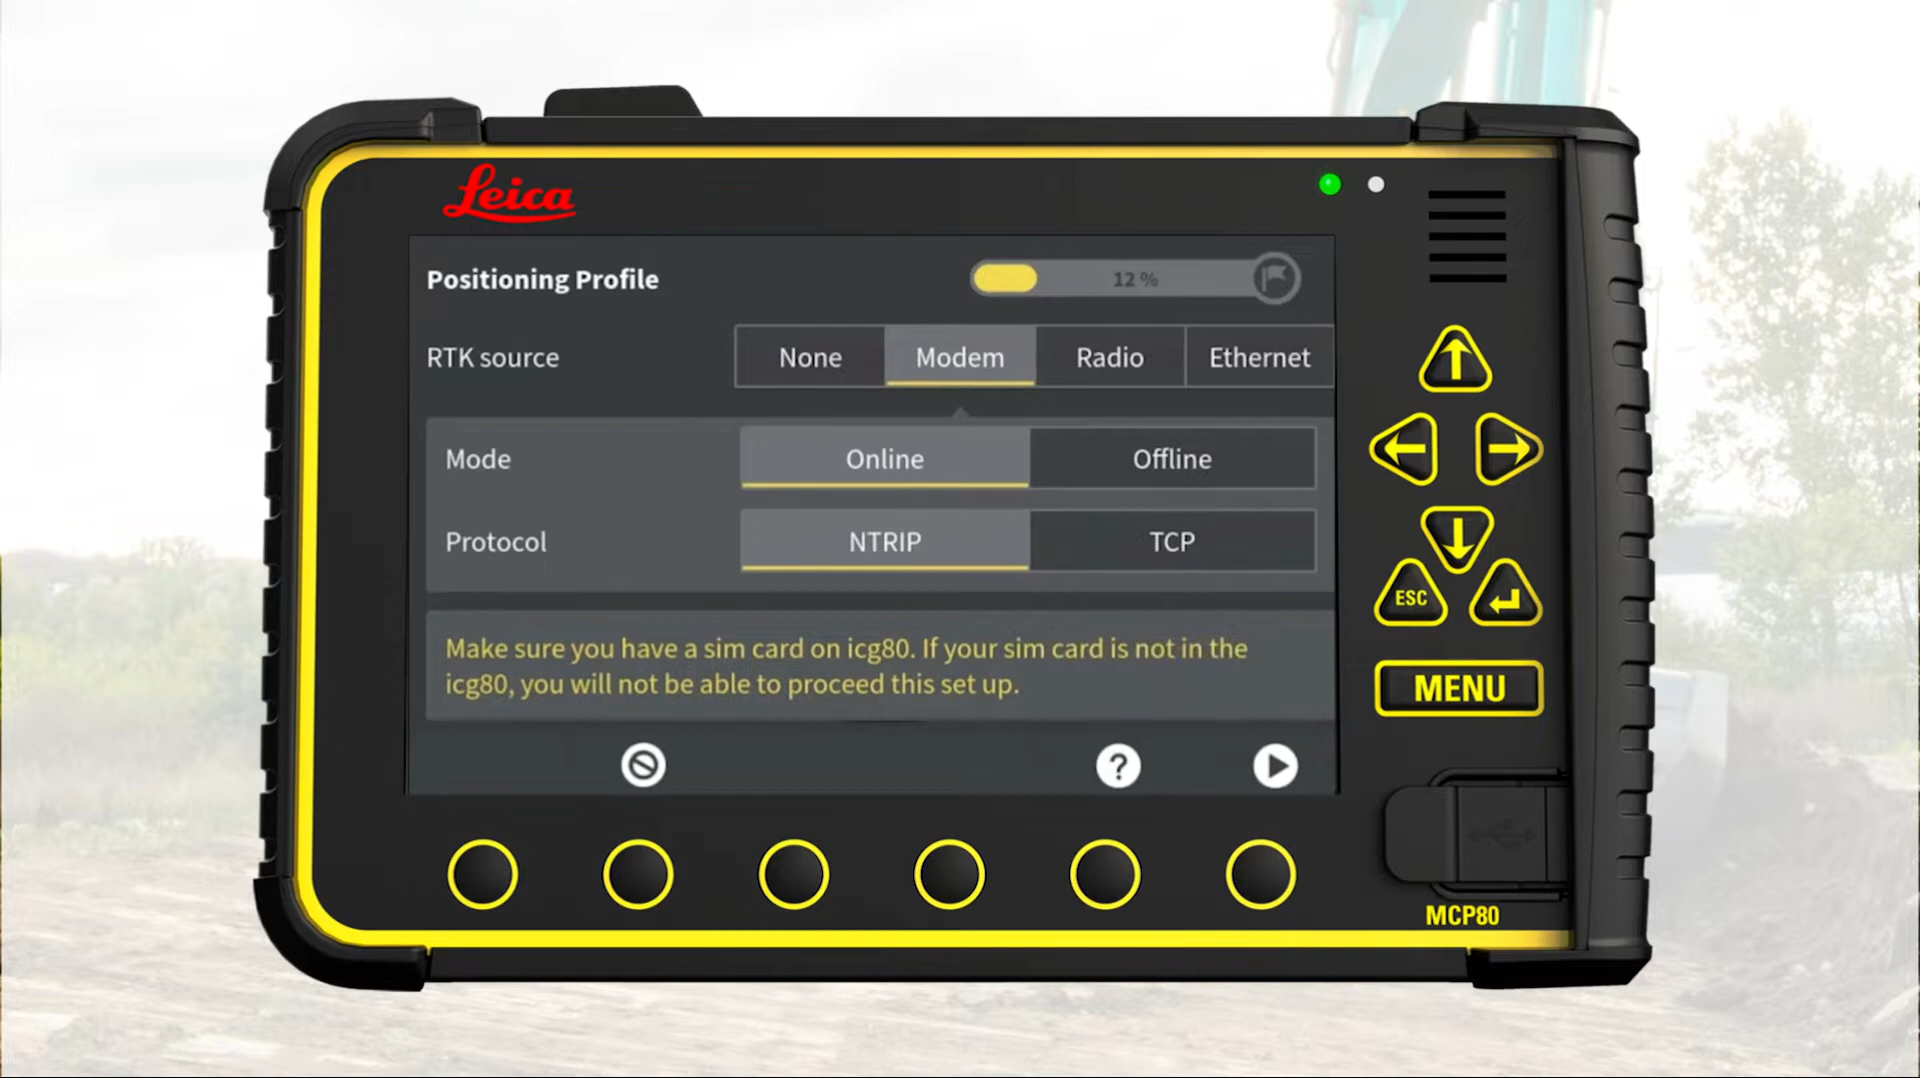 Leica
Positioning Profile
12 %
RTK source
None
Modem
Radio
Ethernet
Mode
Online
Offline
Protocol
NTRIP
TCP
Make sure you have a sim card on icg80. If your sim card is not in the
icg80, you will not be able to proceed this set up.
?
ESC
MENU
MCP80